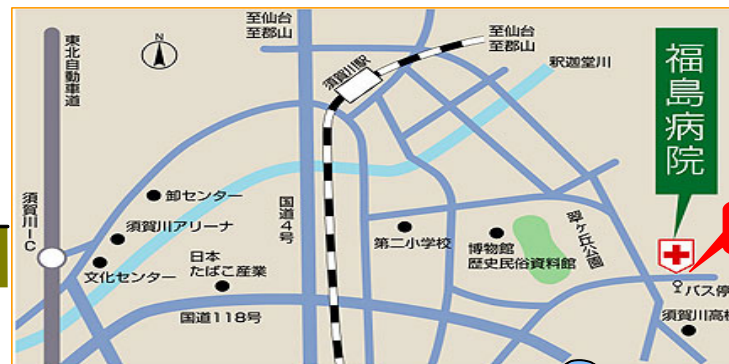 至仙台
至郡山
至仙台
至郡山
東北自動車道
N
須賀川駅
釈迦堂川
福島病院
卸センター
須賀川IC
須賀川アリーナ
国道4号
第二小学校
博物館
歴史民俗資料館
翠ヶ丘公園
文化センター
日本
たばこ産業
バス停
国道118号
須賀川高校